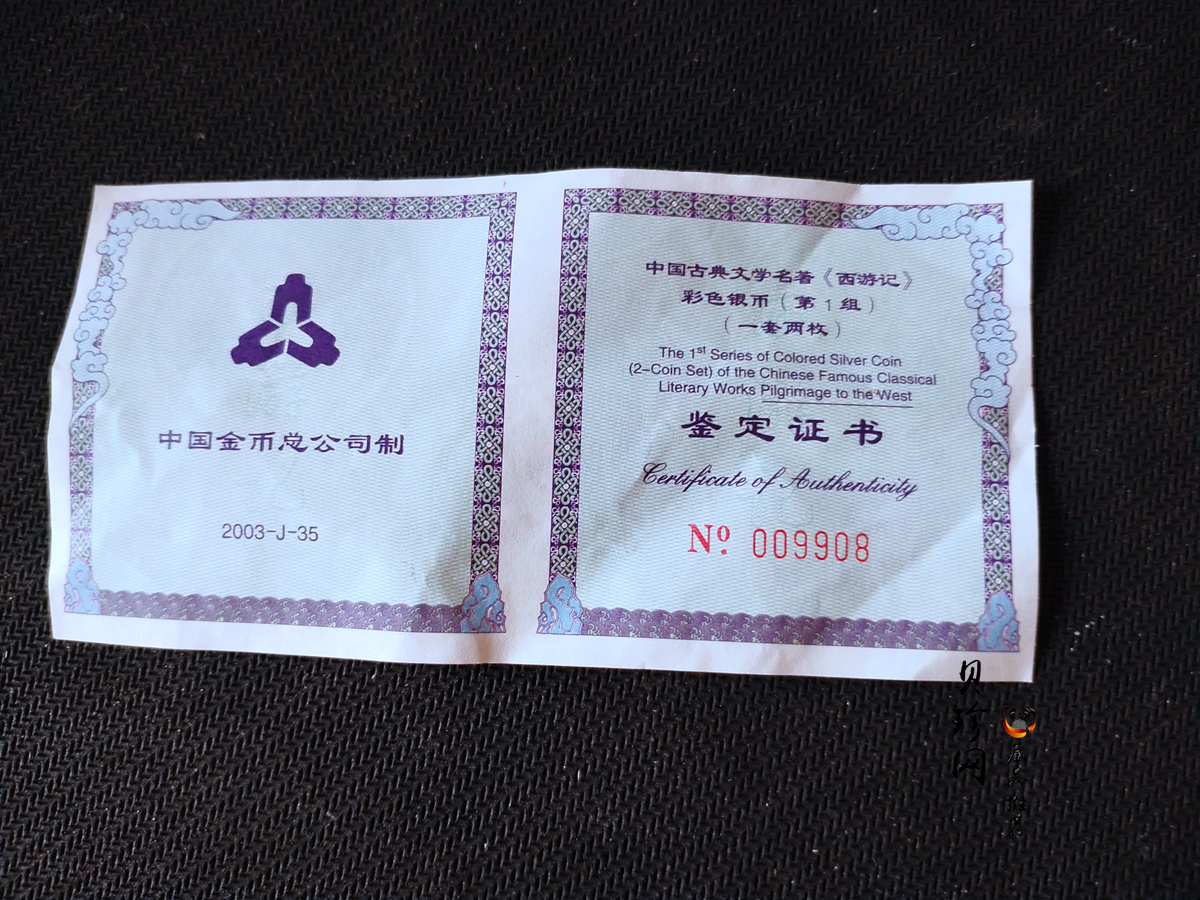 中国金币总公司制
2003-J-35
中国古典文学名著《西游记》
彩色银币（第1组）
（一套两枚）
The 1st Series of Colored Silver Coin
(2-Coin Set) of the Chinese Famous Classical
Literary Works Pilgrimage to the West
鉴定证书
Certificate of Authenticity
Nº. 009908
贝珍网